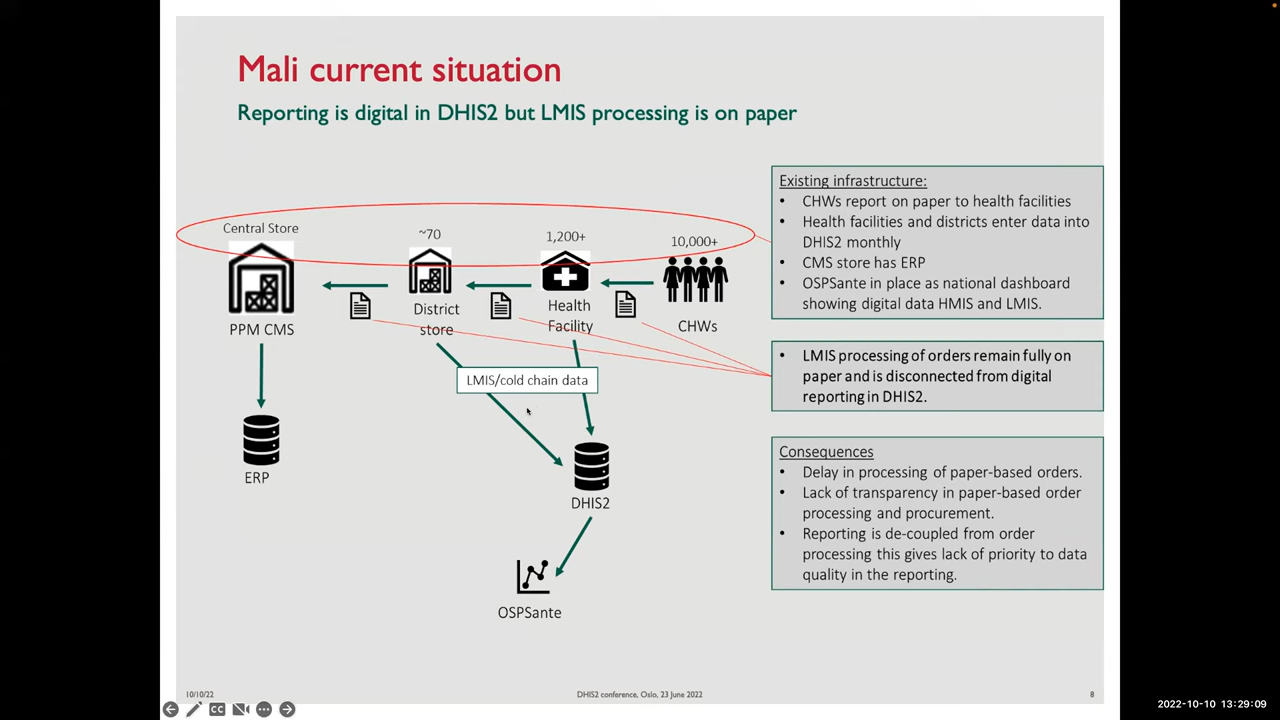 Mali current situation
Reporting is digital in DHIS2 but LMIS processing is on paper
Central Store
~70
1,200+
10,000+
PPM CMS
District
store
Health
Facility
CHWs
LMIS/cold chain data
ERP
DHIS2
OSPSante
Existing infrastructure:
• CHWs report on paper to health facilities
• Health facilities and districts enter data into
DHIS2 monthly
• CMS store has ERP
• OSPSante in place as national dashboard
showing digital data HMIS and LMIS.
• LMIS processing of orders remain fully on
paper and is disconnected from digital
reporting in DHIS2.
Consequences
• Delay in processing of paper-based orders.
• Lack of transparency in paper-based order
processing and procurement.
• Reporting is de-coupled from order
processing this gives lack of priority to data
quality in the reporting.
10/10/22
DHIS2 conference, Oslo, 23 June 2022
8
CC
2022-10-10 13:29:09